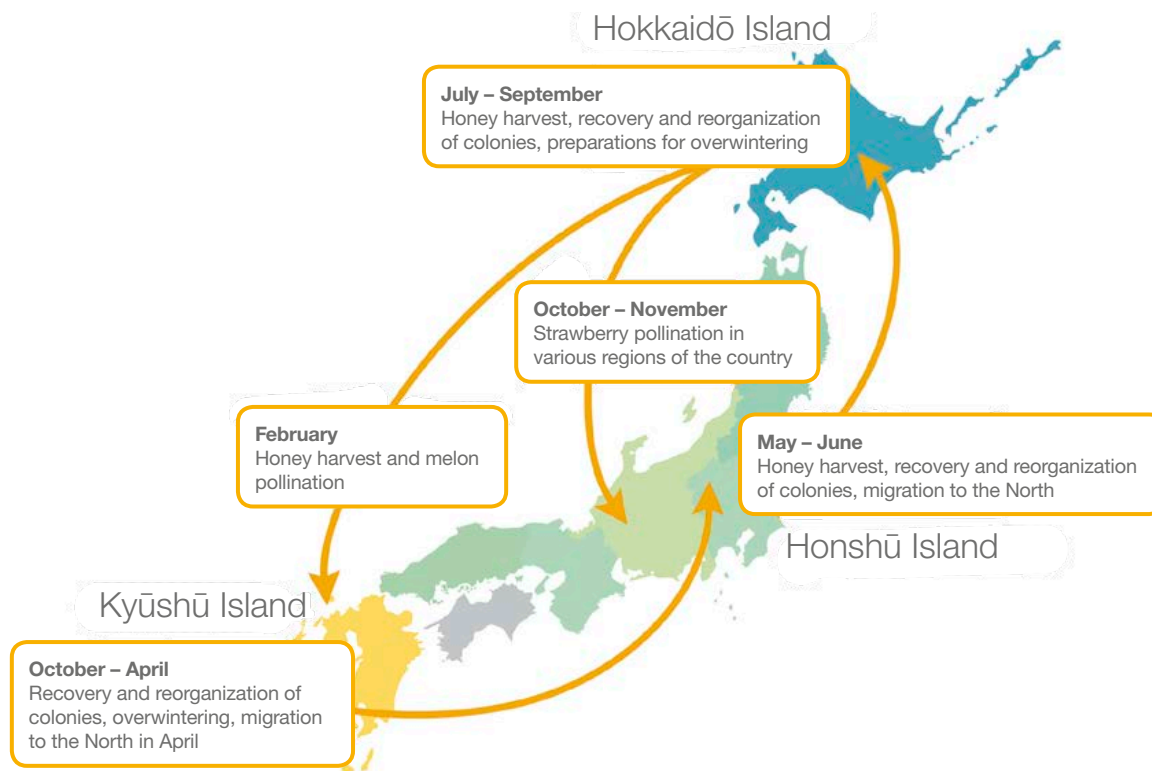 Hokkaidō Island
July – September
Honey harvest, recovery and reorganization
of colonies, preparations for overwintering
October – November
Strawberry pollination in
various regions of the country
February
Honey harvest and melon
pollination
May – June
Honey harvest, recovery and reorganization
of colonies, migration to the North
Honshū Island
Kyūshū Island
October – April
Recovery and reorganization of
colonies, overwintering, migration
to the North in April